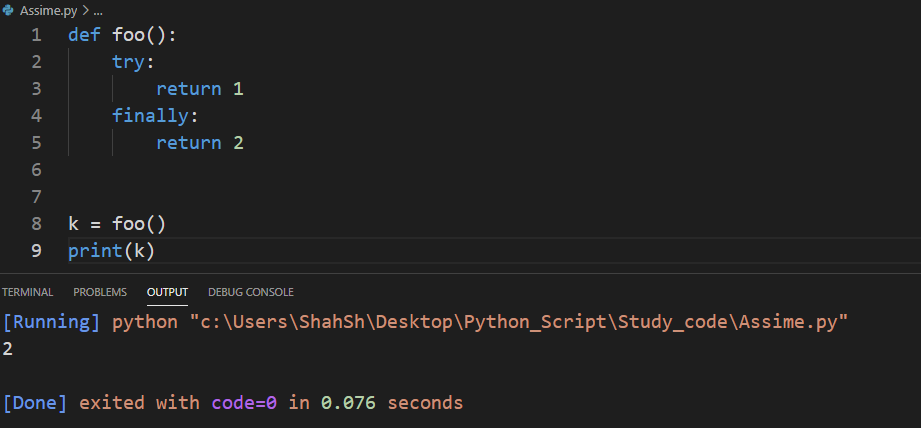 Assime.py > ...
1 def foo():
2     try:
3         return 1
4     finally:
5         return 2
6
7
8 k = foo()
9 print(k)
TERMINAL PROBLEMS OUTPUT DEBUG CONSOLE
[Running] python "c:\Users\ShahSh\Desktop\Python_Script\Study_code\Assime.py"
2
[Done] exited with code=0 in 0.076 seconds